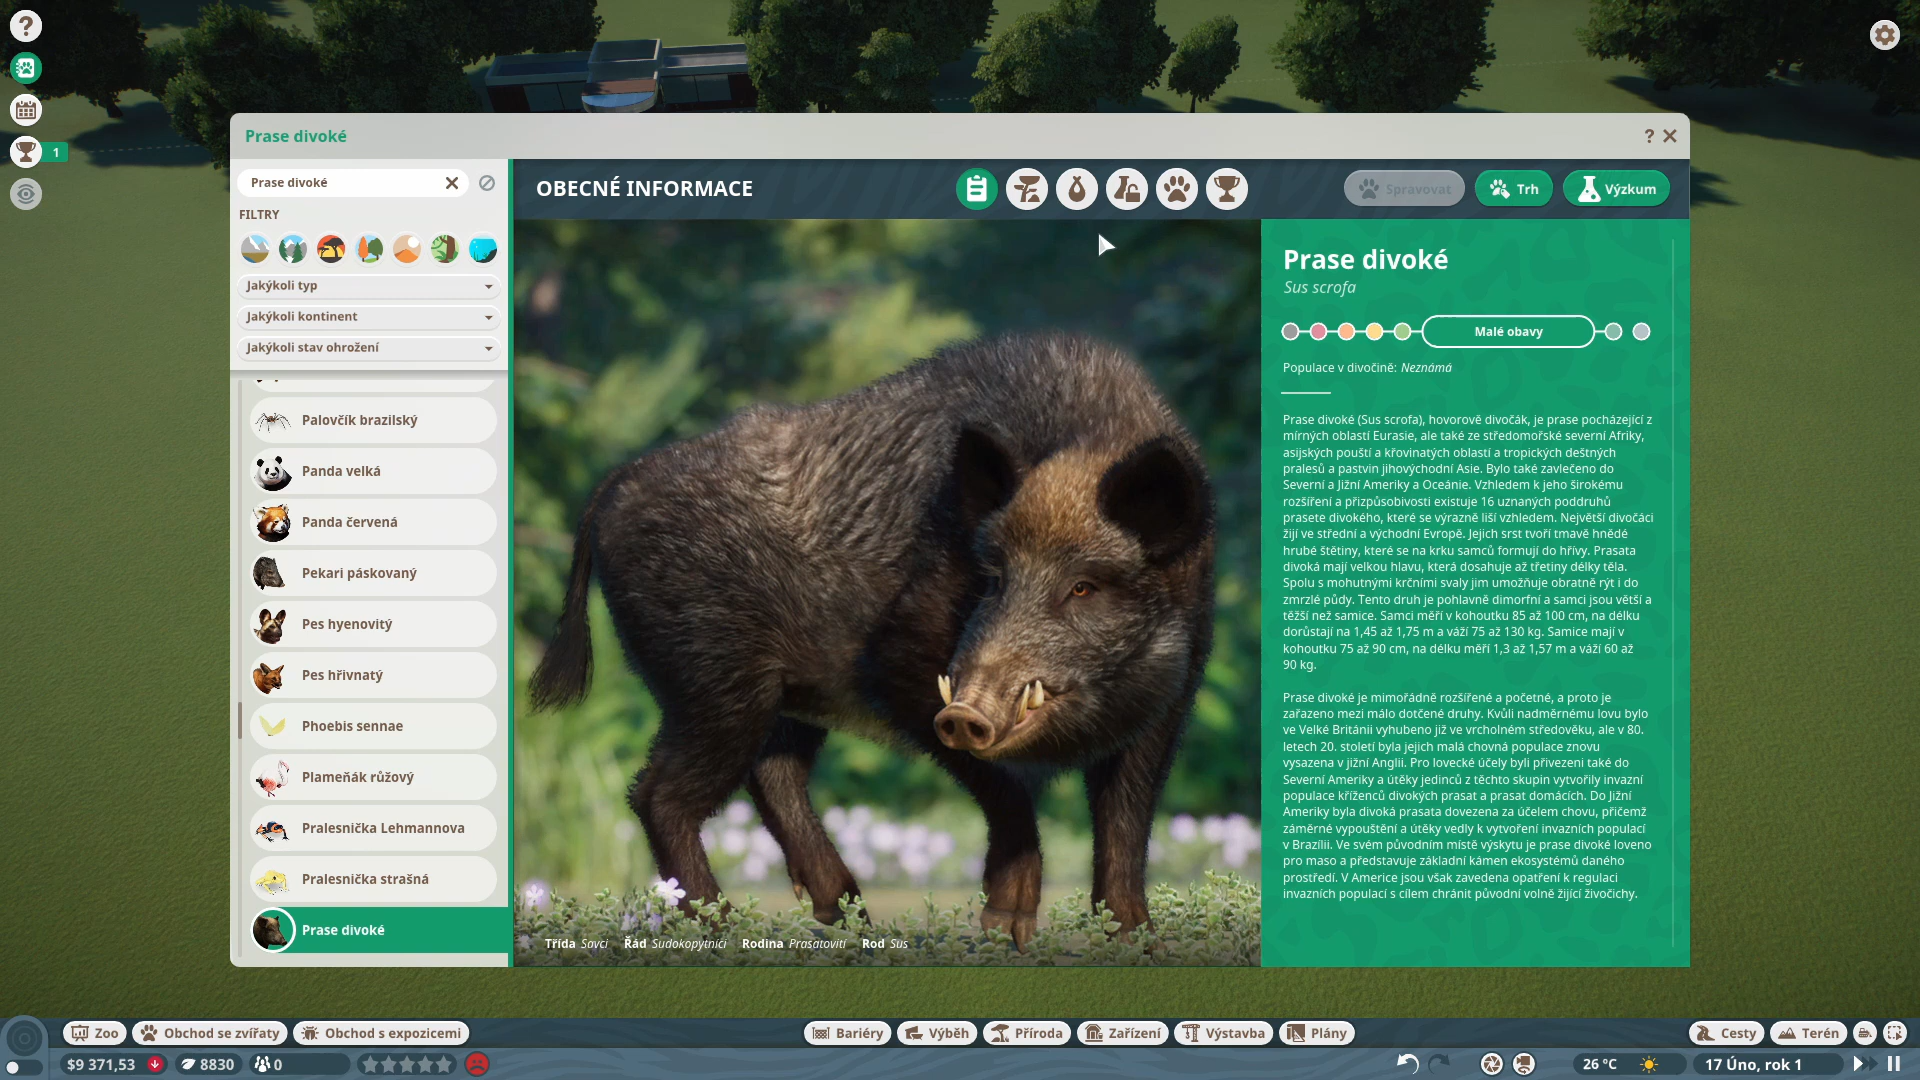 ?
1
Prase divoké
?
Prase divoké
FILTRY
Jakýkoli typ
Jakýkoli kontinent
Jakýkoli stav ohrožení
Palovčík brazilský
Panda velká
Panda červená
Pekari páskovaný
Pes hyenovitý
Pes hřivnatý
Phoebis sennae
Plameňák růžový
Pralesnička Lehmannova
Pralesnička strašná
Prase divoké
OBECNÉ INFORMACE
Spravovat
Trh
Výzkum
Třída Savci Řád Sudokopytníci Rodina Prasatovití Rod Sus
Prase divoké
Sus scrofa
Malé obavy
Populace v divočině: Neznámá
Prase divoké (Sus scrofa), hovorově divočák, je prase pocházející z
mírných oblastí Eurasie, ale také ze středomořské severní Afriky,
asijských pouští a křovinatých oblastí a tropických deštných
pralesů a pastvin jihovýchodní Asie. Bylo také zavlečeno do
Severní a Jižní Ameriky a Oceánie. Vzhledem k jeho širokému
rozšíření a přizpůsobivosti existuje 16 uznaných poddruhů
prasete divokého, které se výrazně liší vzhledem. Největší divočáci
žijí ve střední a východní Evropě. Jejich srst tvoří tmavě hnědé
hrubé štětiny, které se na krku samců formují do hřívy. Prasata
divoká mají velkou hlavu, která dosahuje až třetiny délky těla.
Spolu s mohutnými krčními svaly jim umožňuje obratně rýt i do
zmrzlé půdy. Tento druh je pohlavně dimorfní a samci jsou větší a
těžší než samice. Samci měří v kohoutku 85 až 100 cm, na délku
dorůstají na 1,45 až 1,75 m a váží 75 až 130 kg. Samice mají v
kohoutku 75 až 90 cm, na délku měří 1,3 až 1,57 m a váží 60 až
90 kg.
Prase divoké je mimořádně rozšířené a početné, a proto je
zařazeno mezi málo dotčené druhy. Kvůli nadměrnému lovu bylo
ve Velké Británii vyhubeno již ve vrcholném středověku, ale v 80.
letech 20. století byla jejich malá chovná populace znovu
vysazena v jižní Anglii. Pro lovecké účely byli přivezeni také do
Severní Ameriky a útěky jedinců z těchto skupin vytvořily invazní
populace kříženců divokých prasat a prasat domácích. Do Jižní
Ameriky byla divoká prasata dovezena za účelem chovu, přičemž
záměrné vypouštění a útěky vedly k vytvoření invazních populací
v Brazílii. Ve svém původním místě výskytu je prase divoké loveno
pro maso a představuje základní kámen ekosystémů daného
prostředí. V Americe jsou však zavedena opatření k regulaci
invazních populací s cílem chránit původní volně žijící živočichy.
Zoo
Obchod se zvířaty
Obchod s expozicemi
Bariéry
Výběh
Příroda
Zařízení
Výstavba
Plány
Cesty
Terén
$9 371,53
8830
0
26 °C
17 Úno, rok 1